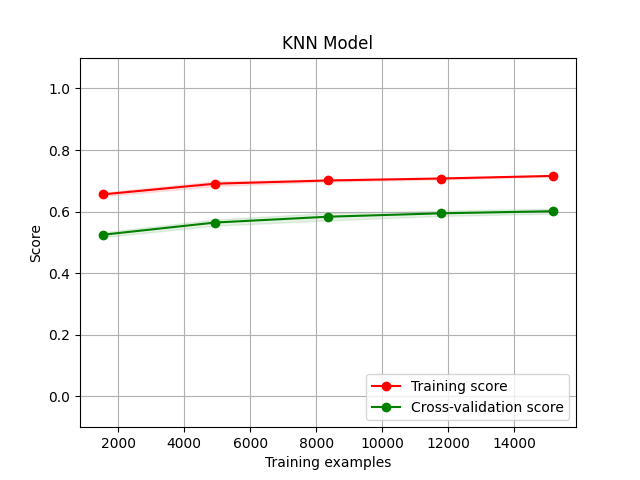 KNN Model
1.0
0.8
0.6
0.4
0.2
0.0
Score
2000 4000 6000 8000 10000 12000 14000
Training examples
Training score
Cross-validation score